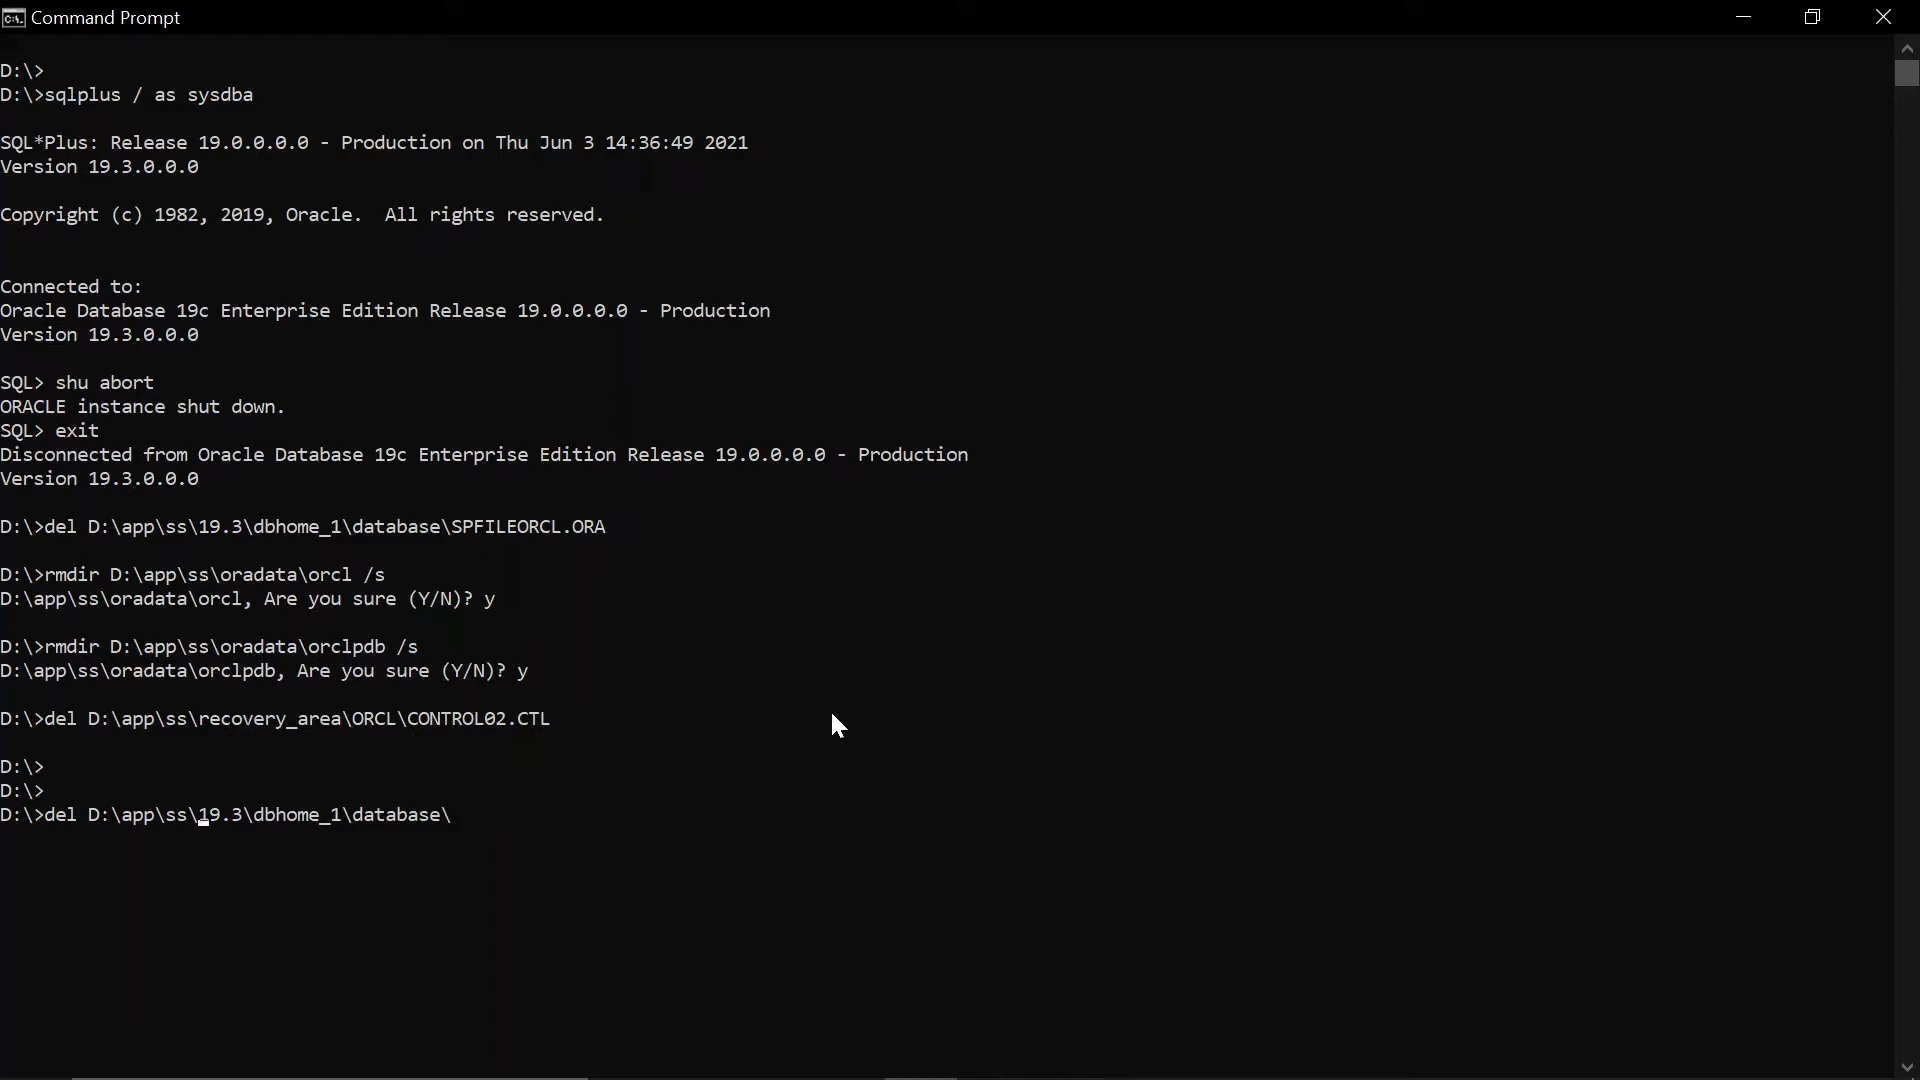 Command Prompt
D:\>
D:\>sqlplus / as sysdba
SQL*Plus: Release 19.0.0.0.0 - Production on Thu Jun 3 14:36:49 2021
Version 19.3.0.0.0
Copyright (c) 1982, 2019, Oracle.  All rights reserved.
Connected to:
Oracle Database 19c Enterprise Edition Release 19.0.0.0.0 - Production
Version 19.3.0.0.0
SQL> shu abort
ORACLE instance shut down.
SQL> exit
Disconnected from Oracle Database 19c Enterprise Edition Release 19.0.0.0.0 - Production
Version 19.3.0.0.0
D:\>del D:\app\ss\19.3\dbhome_1\database\SPFILEORCL.ORA
D:\>rmdir D:\app\ss\oradata\orcl /s
D:\app\ss\oradata\orcl, Are you sure (Y/N)? y
D:\>rmdir D:\app\ss\oradata\orclpdb /s
D:\app\ss\oradata\orclpdb, Are you sure (Y/N)? y
D:\>del D:\app\ss\recovery_area\ORCL\CONTROL02.CTL
D:\>
D:\>
D:\>del D:\app\ss\19.3\dbhome_1\database\